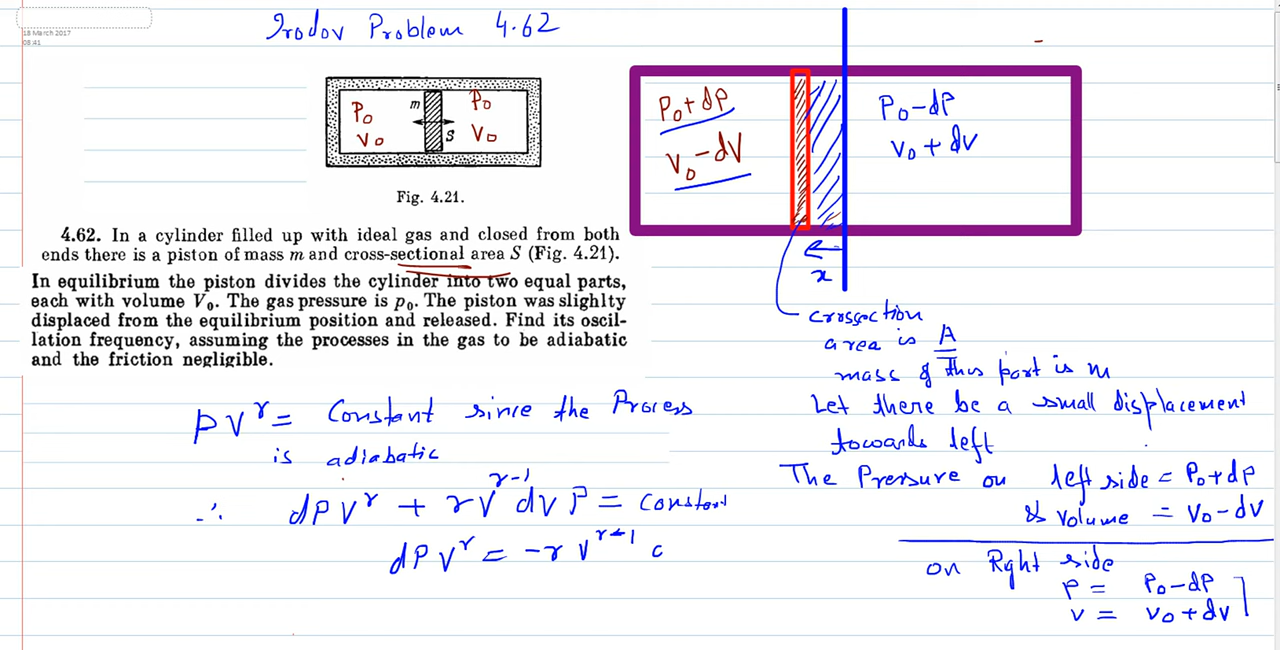 Irodov Problem 4.62
18 March 2017
08:41
P₀ m P₀
V₀ S V₀
Fig. 4.21.
4.62. In a cylinder filled up with ideal gas and closed from both
ends there is a piston of mass m and cross-sectional area S (Fig. 4.21).
In equilibrium the piston divides the cylinder into two equal parts,
each with volume V₀. The gas pressure is p₀. The piston was slighlty
displaced from the equilibrium position and released. Find its oscil-
lation frequency, assuming the processes in the gas to be adiabatic
and the friction negligible.
P₀+dP
V₀-dV
P₀-dP
V₀+dV
x
crossection
area is A
mass of this part is m
Let there be a small displacement
towards left
The Pressure on left side = P₀+dP
& volume = V₀-dV
on Rght side
P = P₀-dP
V = V₀+dV
PV^γ = Constant since the Process
is adiabatic
∴ dPV^γ + γV^γ-1 dVP = constant
dPV^γ = -γV^γ-1 c